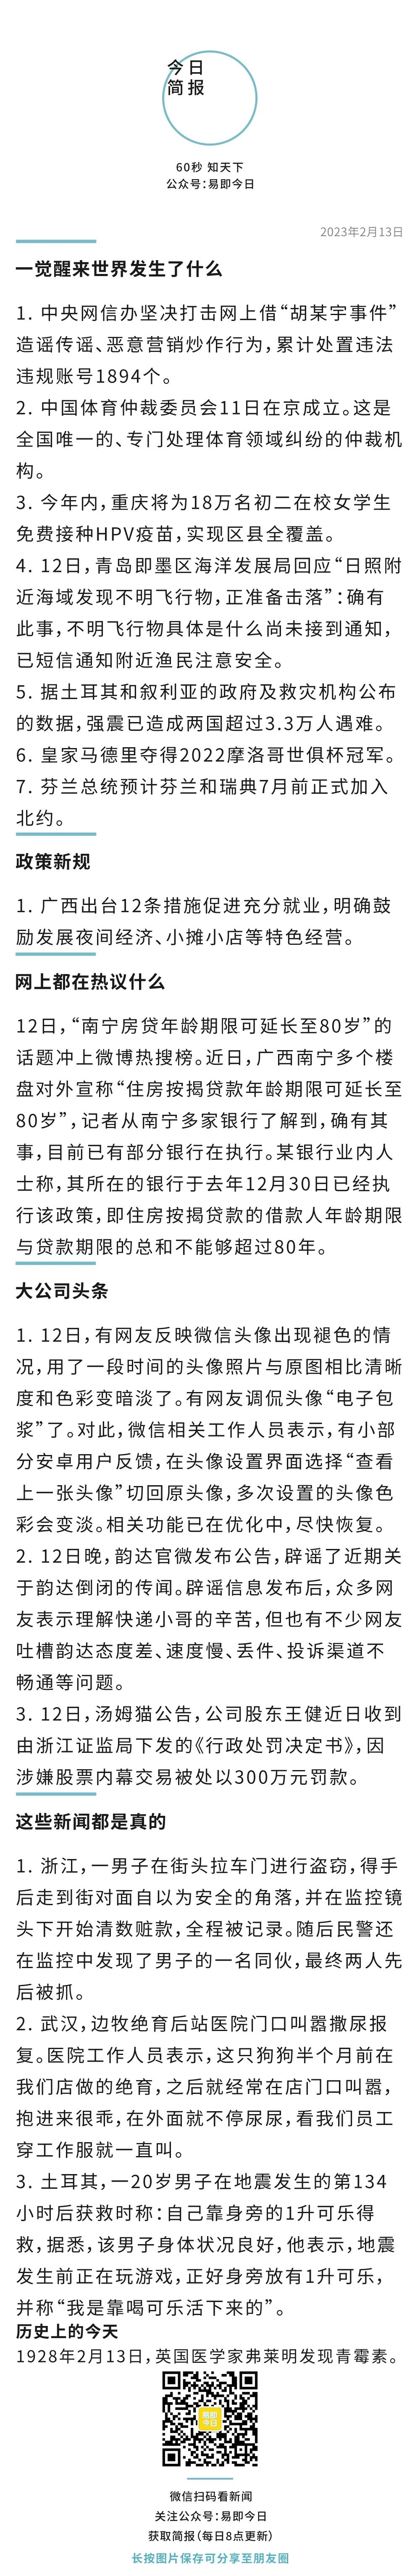 今日
简报
60秒 知天下
公众号：易即今日
2023年2月13日
一觉醒来世界发生了什么
1. 中央网信办坚决打击网上借“胡某宇事件”
造谣传谣、恶意营销炒作行为，累计处置违法
违规账号1894个。
2. 中国体育仲裁委员会11日在京成立。这是
全国唯一的、专门处理体育领域纠纷的仲裁机
构。
3. 今年内，重庆将为18万名初二在校女学生
免费接种HPV疫苗，实现区县全覆盖。
4. 12日，青岛即墨区海洋发展局回应“日照附
近海域发现不明飞行物，正准备击落”：确有
此事，不明飞行物具体是什么尚未接到通知，
已短信通知附近渔民注意安全。
5. 据土耳其和叙利亚的政府及救灾机构公布
的数据，强震已造成两国超过3.3万人遇难。
6. 皇家马德里夺得2022摩洛哥世俱杯冠军。
7. 芬兰总统预计芬兰和瑞典7月前正式加入
北约。
政策新规
1. 广西出台12条措施促进充分就业，明确鼓
励发展夜间经济、小摊小店等特色经营。
网上都在热议什么
12日，“南宁房贷年龄期限可延长至80岁”的
话题冲上微博热搜榜。近日，广西南宁多个楼
盘对外宣称“住房按揭贷款年龄期限可延长至
80岁”，记者从南宁多家银行了解到，确有其
事，目前已有部分银行在执行。某银行业内人
士称，其所在的银行于去年12月30日已经执
行该政策，即住房按揭贷款的借款人年龄期限
与贷款期限的总和不能够超过80年。
大公司头条
1. 12日，有网友反映微信头像出现褪色的情
况，用了一段时间的头像照片与原图相比清晰
度和色彩变暗淡了。有网友调侃头像“电子包
浆”了。对此，微信相关工作人员表示，有小部
分安卓用户反馈，在头像设置界面选择“查看
上一张头像”切回原头像，多次设置的头像色
彩会变淡。相关功能已在优化中，尽快恢复。
2. 12日晚，韵达官微发布公告，辟谣了近期关
于韵达倒闭的传闻。辟谣信息发布后，众多网
友表示理解快递小哥的辛苦，但也有不少网友
吐槽韵达态度差、速度慢、丢件、投诉渠道不
畅通等问题。
3. 12日，汤姆猫公告，公司股东王健近日收到
由浙江证监局下发的《行政处罚决定书》，因
涉嫌股票内幕交易被处以300万元罚款。
这些新闻都是真的
1. 浙江，一男子在街头拉车门进行盗窃，得手
后走到街对面自以为安全的角落，并在监控镜
头下开始清数赃款，全程被记录。随后民警还
在监控中发现了男子的一名同伙，最终两人先
后被抓。
2. 武汉，边牧绝育后站医院门口叫嚣撒尿报
复。医院工作人员表示，这只狗狗半个月前在
我们店做的绝育，之后就经常在店门口叫嚣，
抱进来很乖，在外面就不停尿尿，看我们员工
穿工作服就一直叫。
3. 土耳其，一20岁男子在地震发生的第134
小时后获救时称：自己靠身旁的1升可乐得
救，据悉，该男子身体状况良好，他表示，地震
发生前正在玩游戏，正好身旁放有1升可乐，
并称“我是靠喝可乐活下来的”。
历史上的今天
1928年2月13日，英国医学家弗莱明发现青霉素。
易即
今日
微信扫码看新闻
关注公众号：易即今日
获取简报（每日8点更新）
长按图片保存可分享至朋友圈